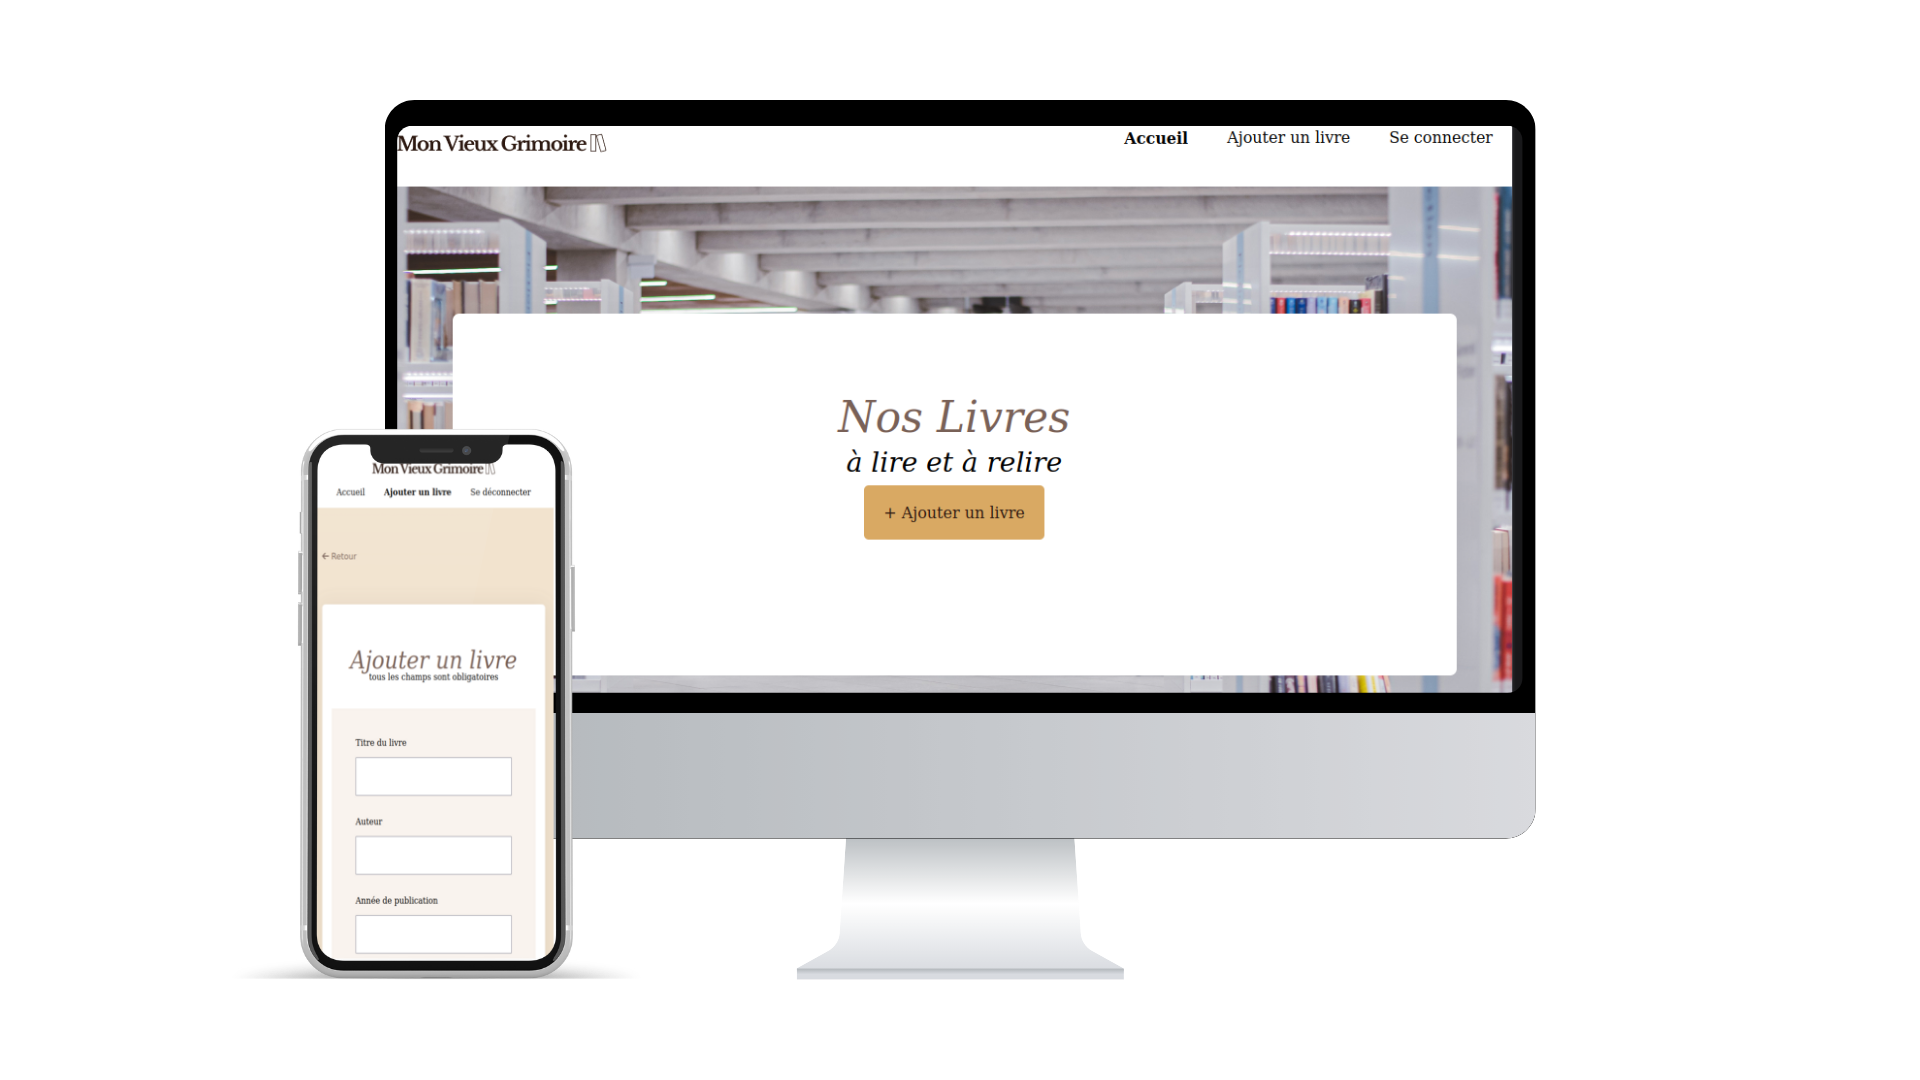 Mon Vieux Grimoire
Accueil Ajouter un livre Se connecter
Nos Livres
à lire et à relire
+ Ajouter un livre
Mon Vieux Grimoire
Accueil Ajouter un livre Se déconnecter
← Retour
Ajouter un livre
tous les champs sont obligatoires
Titre du livre
Auteur
Année de publication